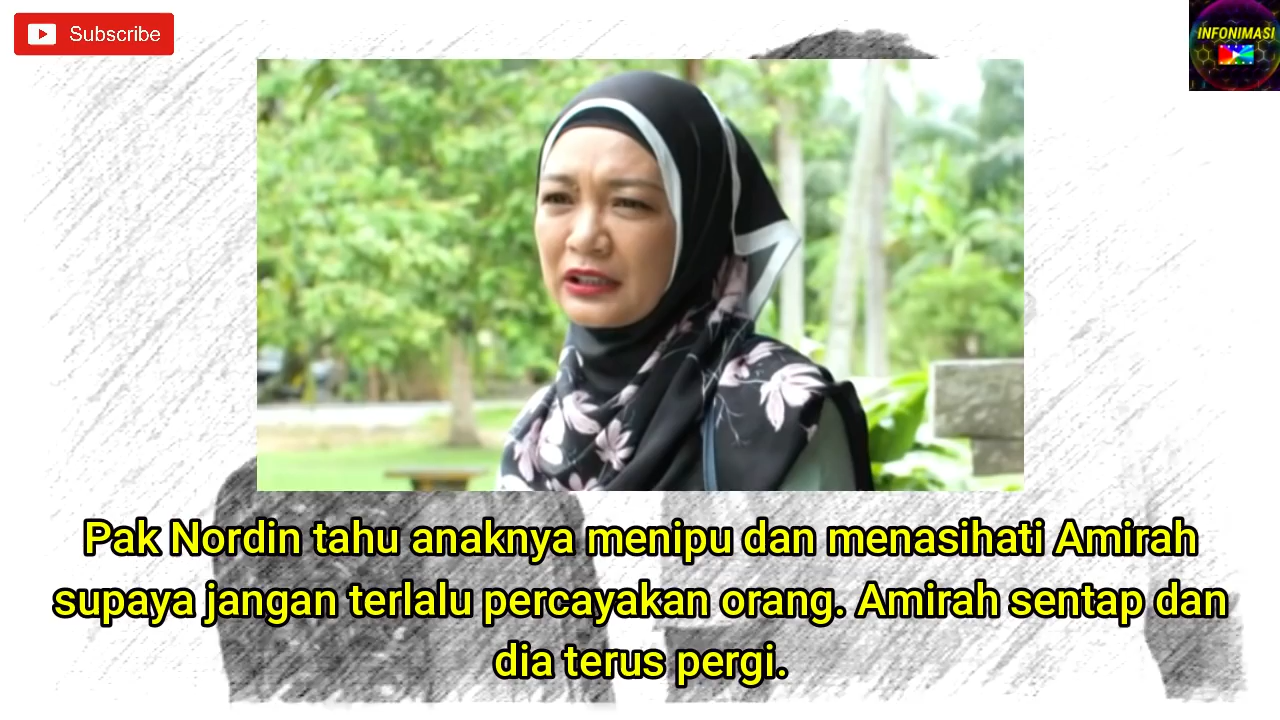 Subscribe
INFONIMASI
Pak Nordin tahu anaknya menipu dan menasihati Amirah
supaya jangan terlalu percayakan orang. Amirah sentap dan
dia terus pergi.